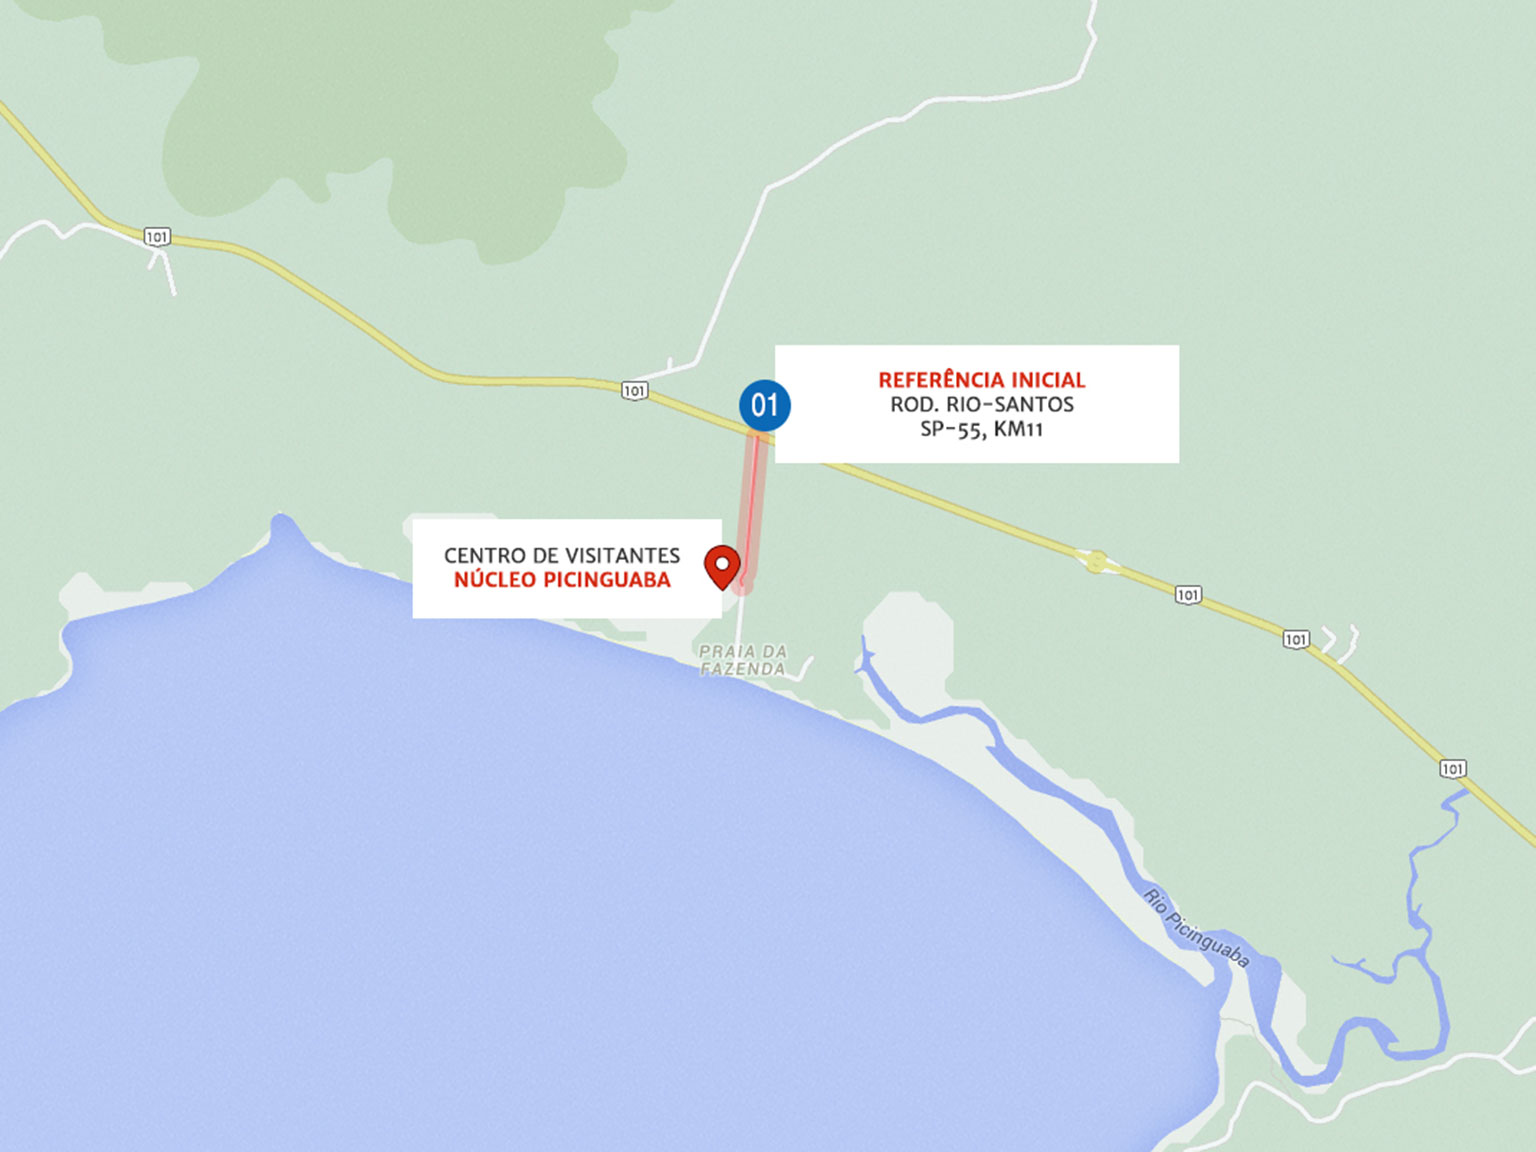 101
101
01
REFERÊNCIA INICIAL
ROD. RIO-SANTOS
SP-55, KM11
CENTRO DE VISITANTES
NÚCLEO PICINGUABA
101
101
PRAIA DA
FAZENDA
101
Rio Picinguaba